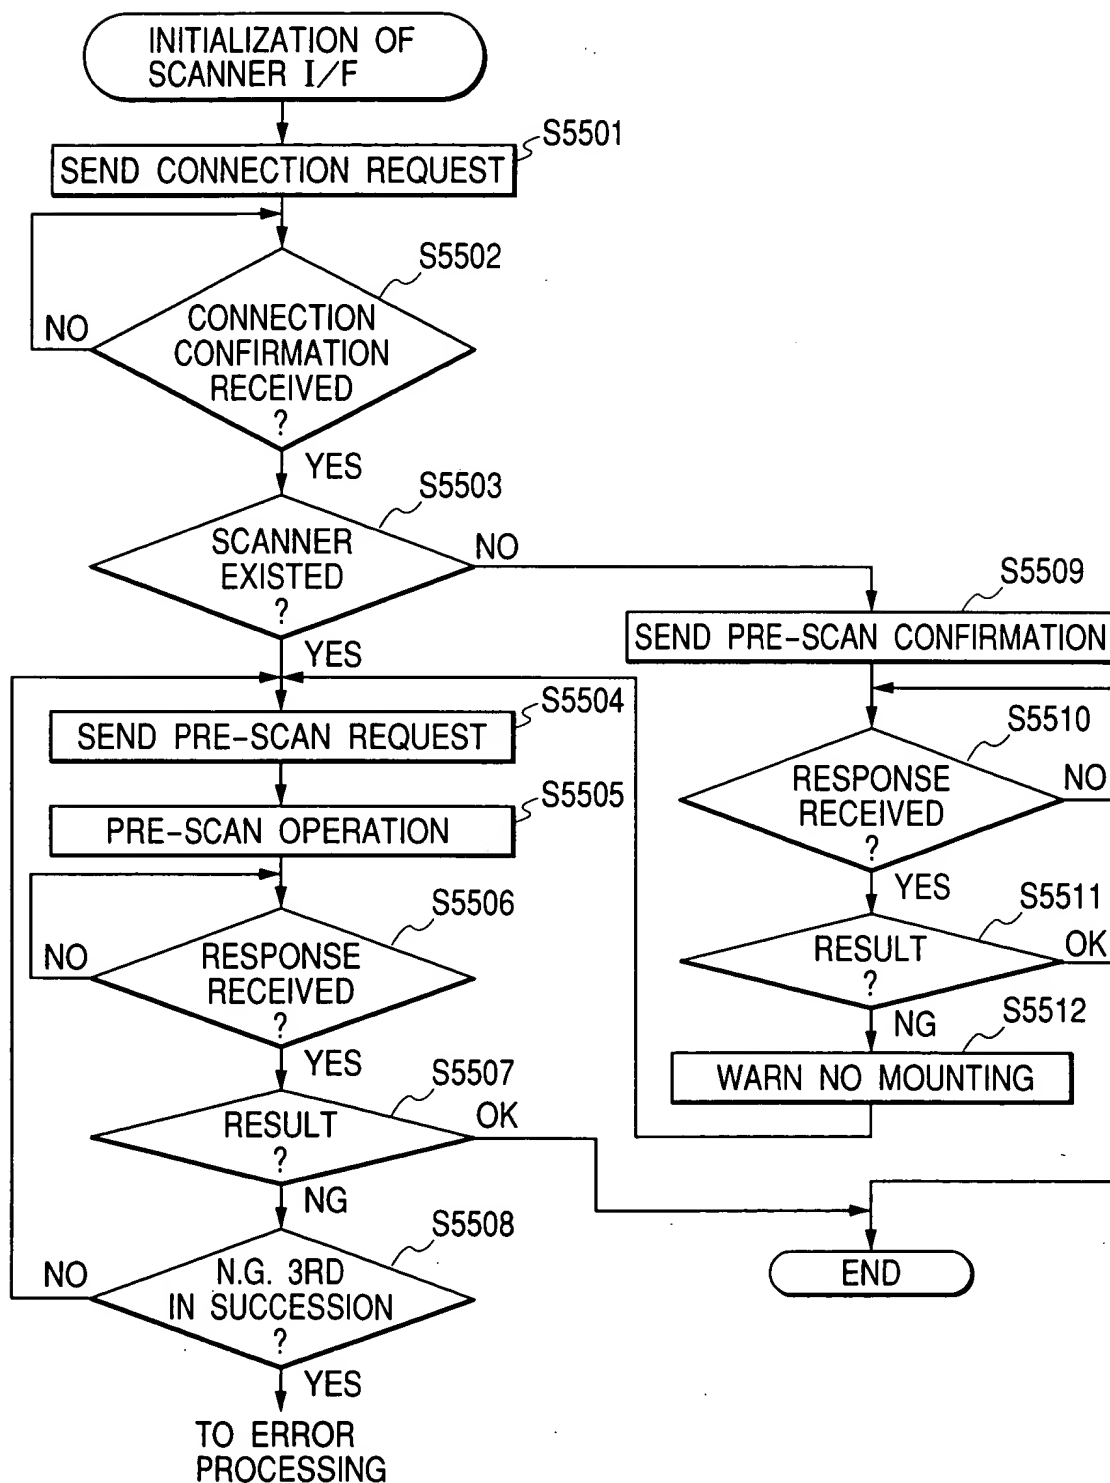 INITIALIZATION OF
SCANNER I/F
S5501
SEND CONNECTION REQUEST
S5502
NO
CONNECTION
CONFIRMATION
RECEIVED
?
YES
S5503
SCANNER
EXISTED
?
NO
YES
S5504
SEND PRE-SCAN REQUEST
S5505
PRE-SCAN OPERATION
S5506
NO
RESPONSE
RECEIVED
?
YES
S5507
RESULT
?
OK
NG
S5508
NO
N.G. 3RD
IN SUCCESSION
?
YES
TO ERROR
PROCESSING
S5509
SEND PRE-SCAN CONFIRMATION
S5510
RESPONSE
RECEIVED
?
NO
YES
S5511
RESULT
?
OK
NG
S5512
WARN NO MOUNTING
END